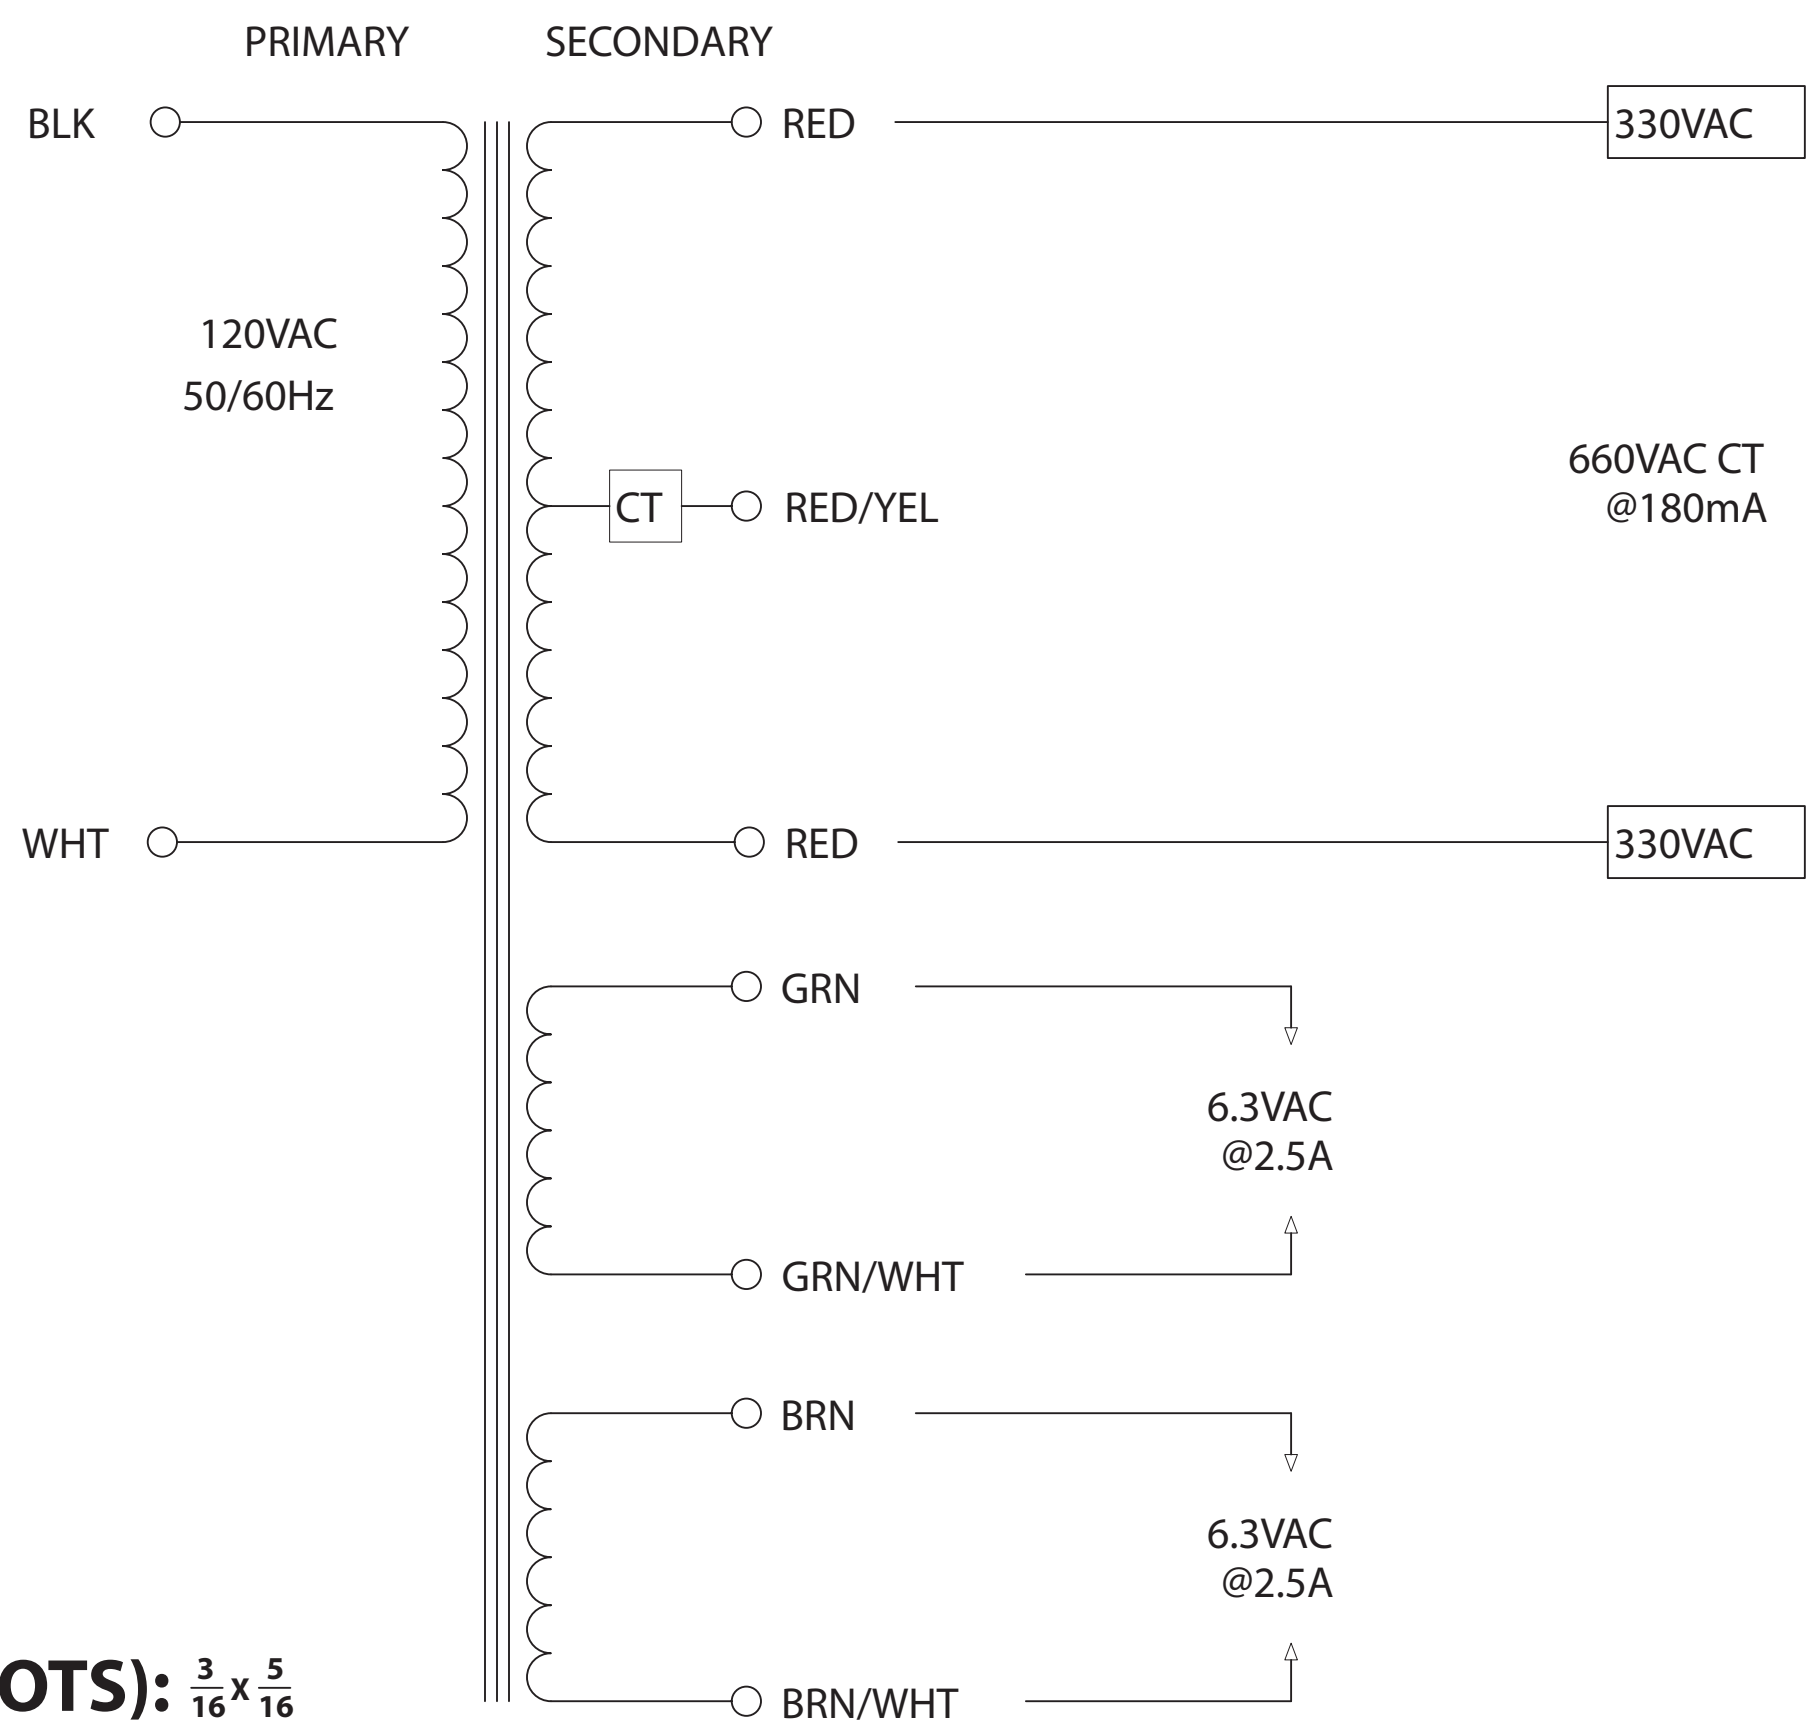 PRIMARY SECONDARY
BLK RED 330VAC
120VAC
50/60Hz
660VAC CT
@180mA
CT RED/YEL
WHT RED 330VAC
GRN
6.3VAC
@2.5A
GRN/WHT
BRN
6.3VAC
@2.5A
BRN/WHT
OTS): 3/16 x 5/16